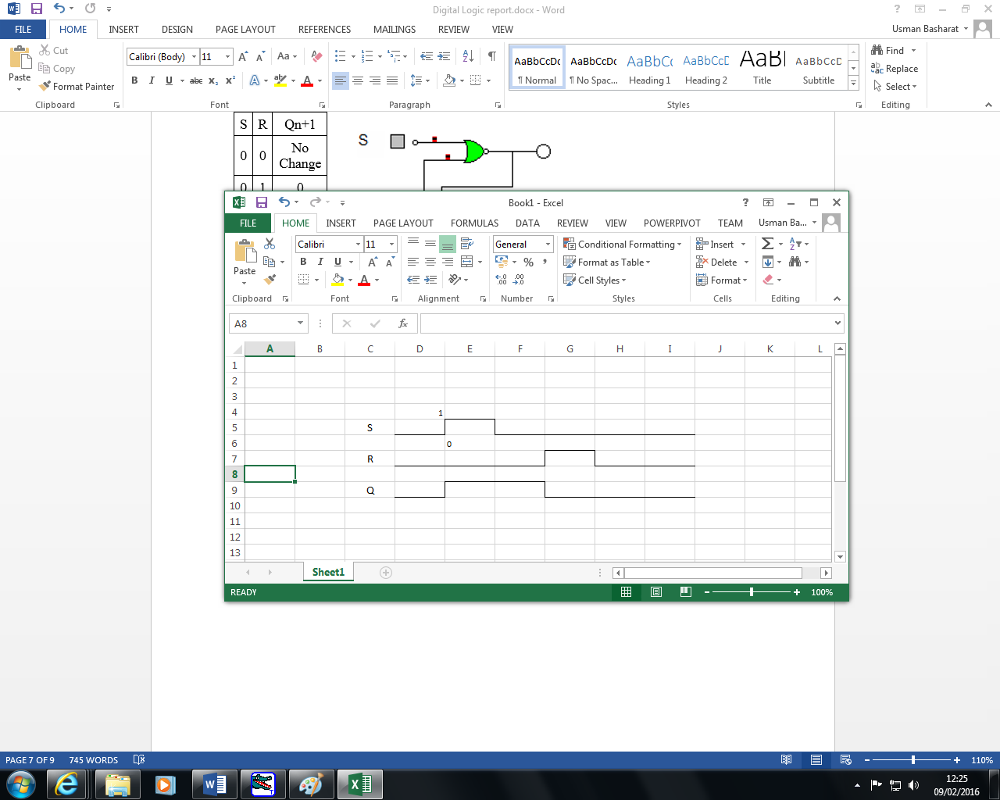 Digital Logic report.docx - Word
FILE HOME INSERT DESIGN PAGE LAYOUT REFERENCES MAILINGS REVIEW VIEW Usman Basharat
Paste
Cut
Copy
Format Painter
Clipboard
Calibri (Body) 11
B I U abc x₂ x²
Font
Paragraph
AaBbCcDc AaBbCcDc AaBbCc AaBbCcD AaBl AaBbCcD
¶ Normal ¶ No Spac... Heading 1 Heading 2 Title Subtitle
Styles
Find
Replace
Select
Editing
S R Qn+1
0 0 No Change
0 1 0
S
Book1 - Excel
FILE HOME INSERT PAGE LAYOUT FORMULAS DATA REVIEW VIEW POWERPIVOT TEAM Usman Ba...
Paste
Clipboard
Calibri 11
B I U
Font
Alignment
General
Number
Conditional Formatting
Format as Table
Cell Styles
Styles
Insert
Delete
Format
Cells
Editing
A8 fx
A B C D E F G H I J K L
1
2
3
4 1
5 S
6 0
7 R
8
9 Q
10
11
12
13
Sheet1
READY 100%
PAGE 7 OF 9 745 WORDS 110%
12:25
09/02/2016